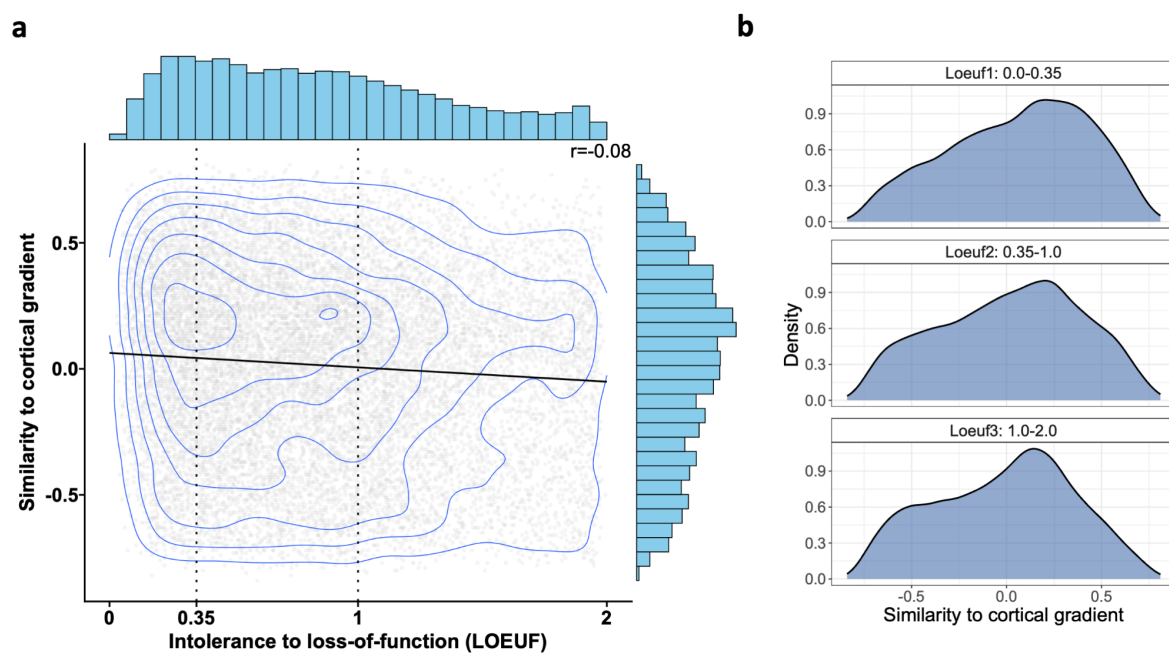 a
r=-0.08
Similarity to cortical gradient
0.5
0.0
-0.5
0 0.35 1 2
Intolerance to loss-of-function (LOEUF)
b
Loeuf1: 0.0-0.35
0.9
0.6
0.3
0.0
Loeuf2: 0.35-1.0
Density
0.9
0.6
0.3
0.0
Loeuf3: 1.0-2.0
0.9
0.6
0.3
0.0
-0.5 0.0 0.5
Similarity to cortical gradient